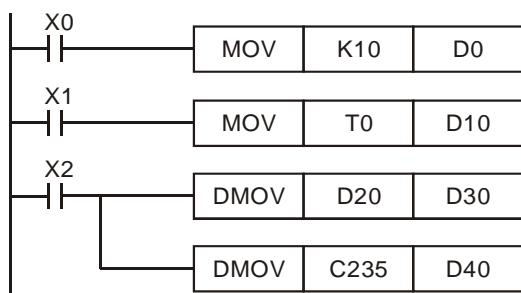 X0
MOV K10 D0
X1
MOV T0 D10
X2
DMOV D20 D30
DMOV C235 D40